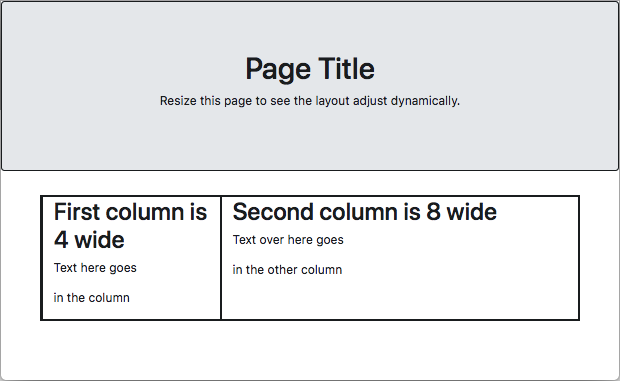 Page Title
Resize this page to see the layout adjust dynamically.
First column is
4 wide
Text here goes
in the column
Second column is 8 wide
Text over here goes
in the other column